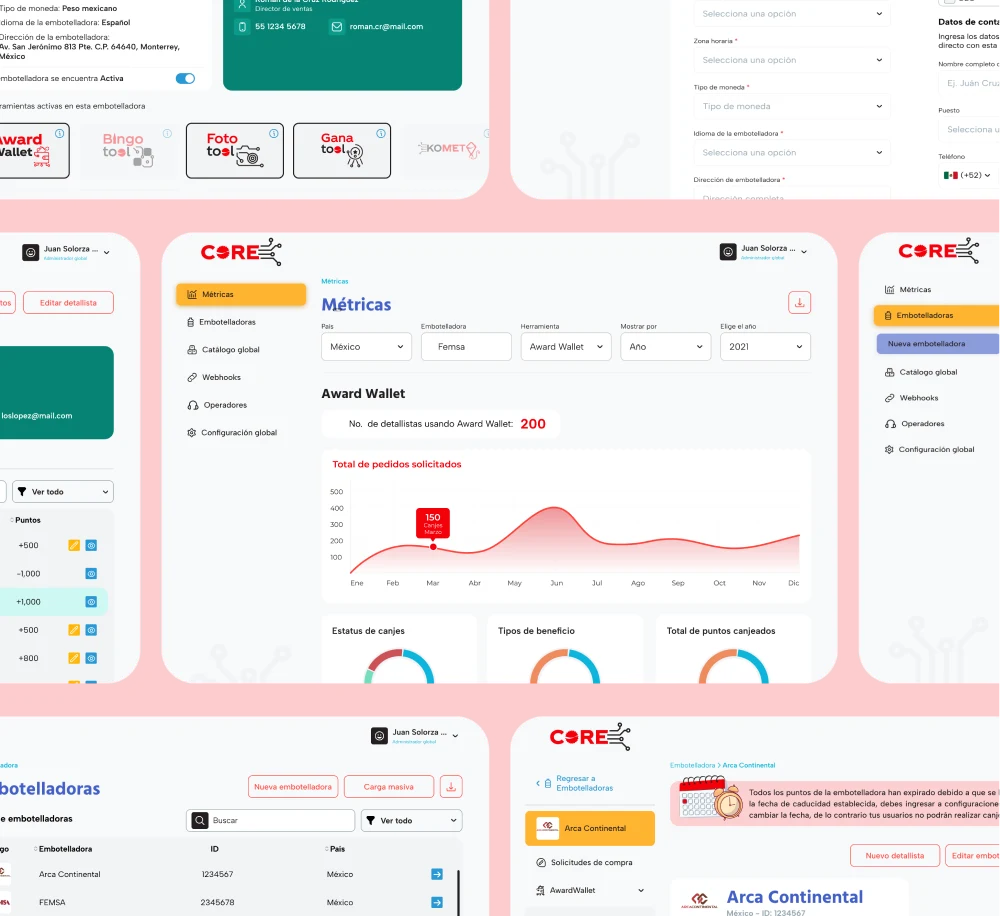 Tipo de moneda: Peso mexicano
Idioma de la embotelladora: Español
Dirección de la embotelladora:
Av. San Jerónimo 813 Pte. C.P. 64640, Monterrey,
México
embotelladora se encuentra Activa
Director de ventas
55 1234 5678
roman.cr@mail.com
ramientas activas en esta embotelladora
Award
Wallet
Bingo
tool
Foto
tool
Gana
tool
KOMET
Selecciona una opción
Zona horaria *
Selecciona una opción
Tipo de moneda *
Tipo de moneda
Idioma de la embotelladora *
Selecciona una opción
Dirección de embotelladora *
Dirección completa
Datos de conta
Ingresa los datos
directo con esta
Nombre completo
Ej. Juán Cruz
Puesto
Selecciona u
Teléfono
(+52)
Juan Solorza ...
Administrador global
tos
Editar detallista
loslopez@mail.com
Ver todo
Puntos
+500
-1,000
+1,000
+500
+800
CORE
Juan Solorza ...
Administrador global
Métricas
Embotelladoras
Catálogo global
Webhooks
Operadores
Configuración global
Métricas
Métricas
País
México
Embotelladora
Femsa
Herramienta
Award Wallet
Mostrar por
Año
Elige el año
2021
Award Wallet
No. de detallistas usando Award Wallet: 200
Total de pedidos solicitados
500
400
300
200
100
150
Canjes
Marzo
Ene Feb Mar Abr May Jun Jul Ago Sep Oct Nov Dic
Estatus de canjes
Tipos de beneficio
Total de puntos canjeados
CORE
Métricas
Embotelladoras
Nueva embotelladora
Catálogo global
Webhooks
Operadores
Configuración global
Juan Solorza ...
Administrador global
adora
botelladoras
Nueva embotelladora
Carga masiva
e embotelladoras
Buscar
Ver todo
go
Embotelladora
ID
País
Arca Continental
1234567
México
FEMSA
2345678
México
CORE
Regresar a
Embotelladoras
Arca Continental
Solicitudes de compra
AwardWallet
Embotelladora > Arca Continental
Todos los puntos de la embotelladora han expirado debido a que se
la fecha de caducidad establecida, debes ingresar a configuracione
cambiar la fecha, de lo contrario tus usuarios no podrán realizar canj
Nuevo detallista
Editar embot
ARCACONTINENTAL
Arca Continental
México - ID: 1234567